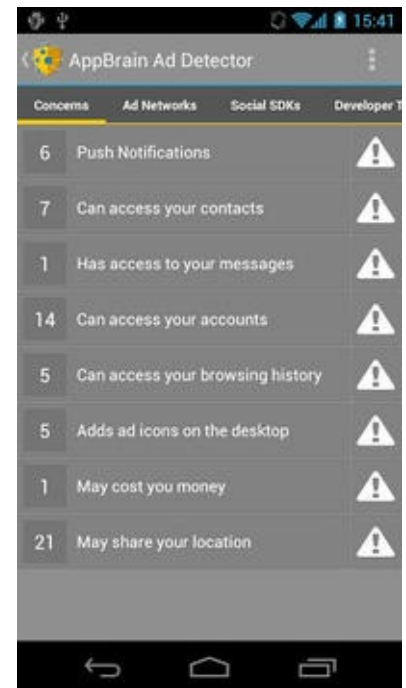 15:41
AppBrain Ad Detector
Concerns Ad Networks Social SDKs Developer T
6 Push Notifications
7 Can access your contacts
1 Has access to your messages
14 Can access your accounts
5 Can access your browsing history
5 Adds ad icons on the desktop
1 May cost you money
21 May share your location